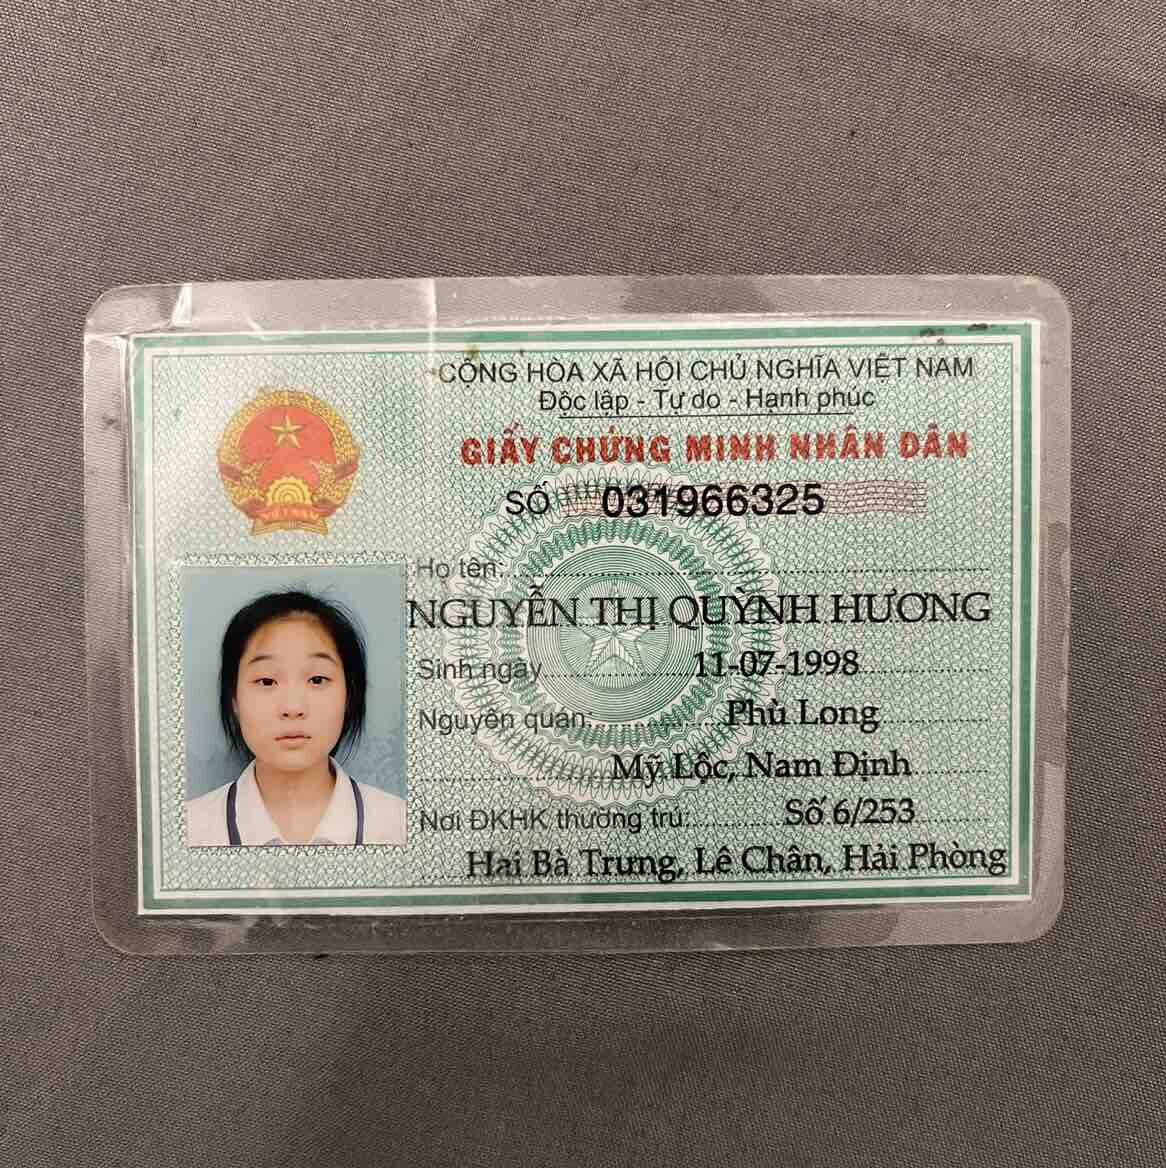 CỘNG HÒA XÃ HỘI CHỦ NGHĨA VIỆT NAM
Độc lập - Tự do - Hạnh phúc
GIẤY CHỨNG MINH NHÂN DÂN
SỐ 031966325
VIỆT NAM
Họ tên:
NGUYỄN THỊ QUỲNH HƯƠNG
Sinh ngày 11-07-1998
Nguyên quán Phù Long
Mỹ Lộc, Nam Định
Nơi ĐKHK thường trú: Số 6/253
Hai Bà Trưng, Lê Chân, Hải Phòng